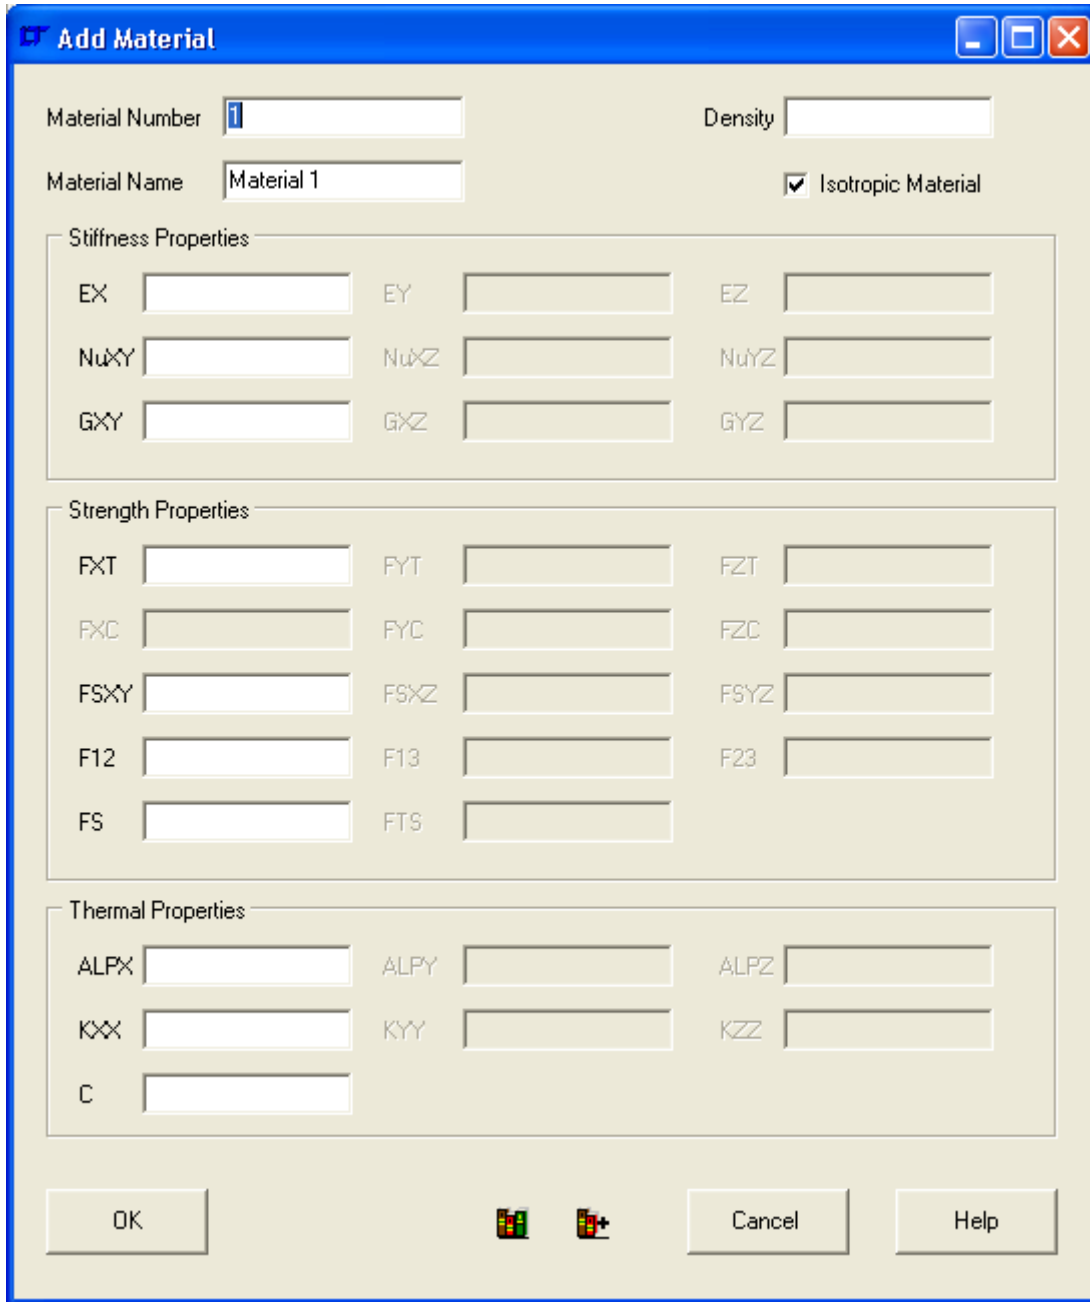 Add Material
Material Number 1 Density
Material Name Material 1 Isotropic Material
Stiffness Properties
EX EY EZ
NuXY NuXZ NuYZ
GXY GXZ GYZ
Strength Properties
FXT FYT FZT
FXC FYC FZC
FSXY FSXZ FSYZ
F12 F13 F23
FS FTS
Thermal Properties
ALPX ALPY ALPZ
KXX KYY KZZ
C
OK Cancel Help